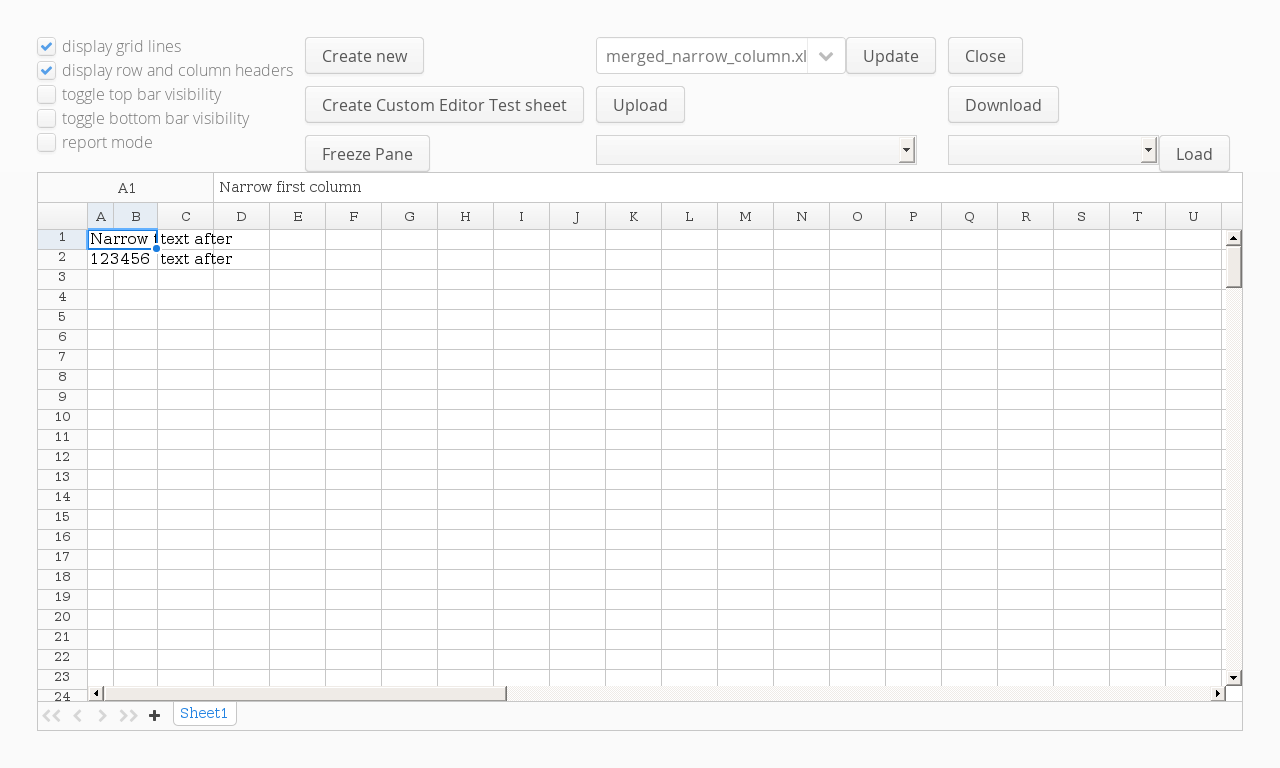 display grid lines
display row and column headers
toggle top bar visibility
toggle bottom bar visibility
report mode
Create new
merged_narrow_column.xl
Update
Close
Create Custom Editor Test sheet
Upload
Download
Freeze Pane
Load
A1
Narrow first column
A B C D E F G H I J K L M N O P Q R S T U
1 Narrow text after
2 123456 text after
3
4
5
6
7
8
9
10
11
12
13
14
15
16
17
18
19
20
21
22
23
24
Sheet1